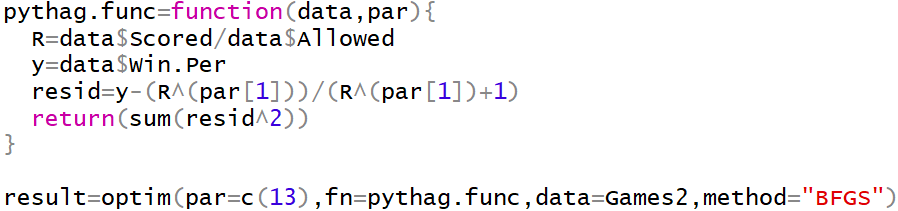 pythag.func=function(data,par){
  R=data$Scored/data$Allowed
  y=data$Win.Per
  resid=y-(R^(par[1]))/(R^(par[1])+1)
  return(sum(resid^2))
}
result=optim(par=c(13),fn=pythag.func,data=Games2,method="BFGS")